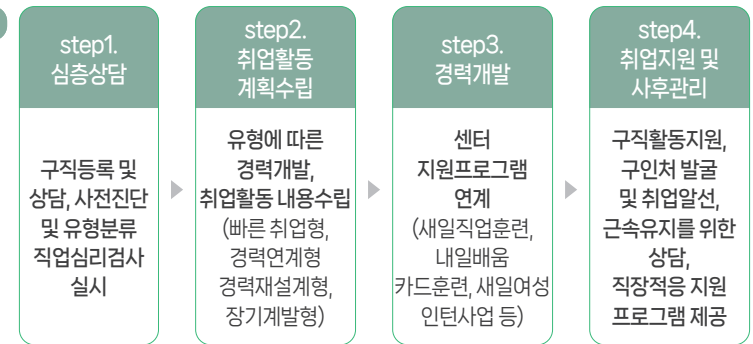 step1.
심층상담
구직등록 및
상담, 사전진단
및 유형분류
직업심리검사
실시
step2.
취업활동
계획수립
유형에 따른
경력개발,
취업활동 내용수립
(빠른 취업형,
경력연계형
경력재설계형,
장기계발형)
step3.
경력개발
센터
지원프로그램
연계
(새일직업훈련,
내일배움
카드훈련, 새일여성
인턴사업 등)
step4.
취업지원 및
사후관리
구직활동지원,
구인처 발굴
및 취업알선,
근속유지를 위한
상담,
직장적응 지원
프로그램 제공